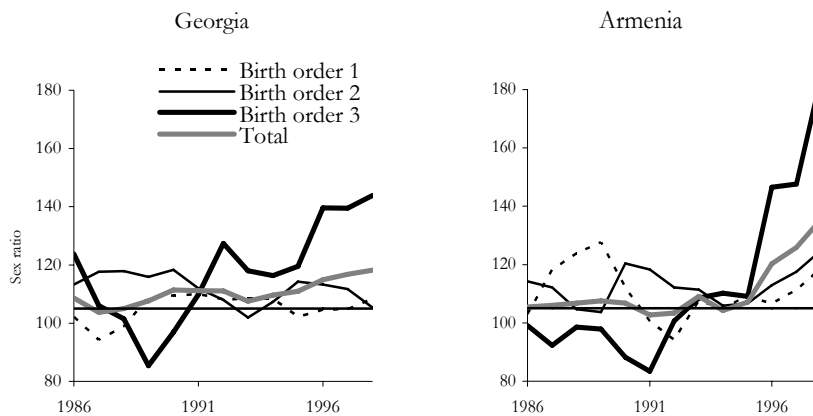 Georgia
Armenia
Birth order 1
Birth order 2
Birth order 3
Total
Sex ratio
180
160
140
120
100
80
1986
1991
1996
180
160
140
120
100
80
1986
1991
1996